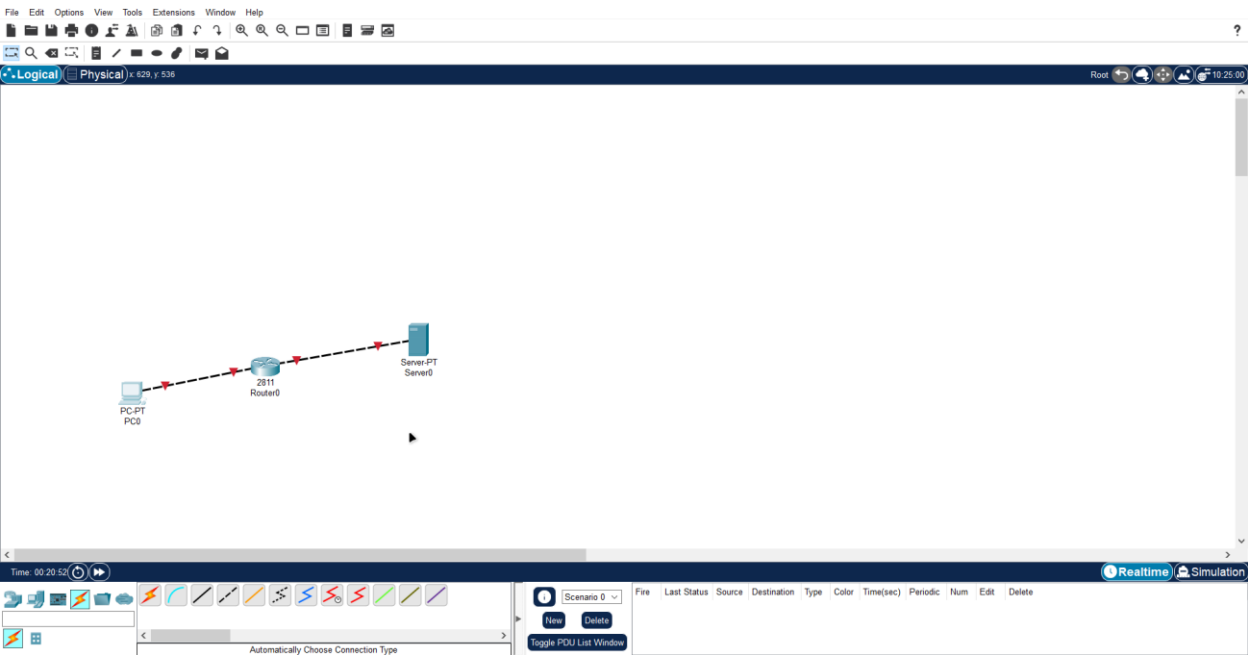 File Edit Options View Tools Extensions Window Help
?
Logical Physical x: 629, y: 536 Root 10:25:00
Server-PT
Server0
2811
Router0
PC-PT
PC0
Time: 00:20:52 Realtime Simulation
Scenario 0 Fire Last Status Source Destination Type Color Time(sec) Periodic Num Edit Delete
New Delete
Toggle PDU List Window
Automatically Choose Connection Type